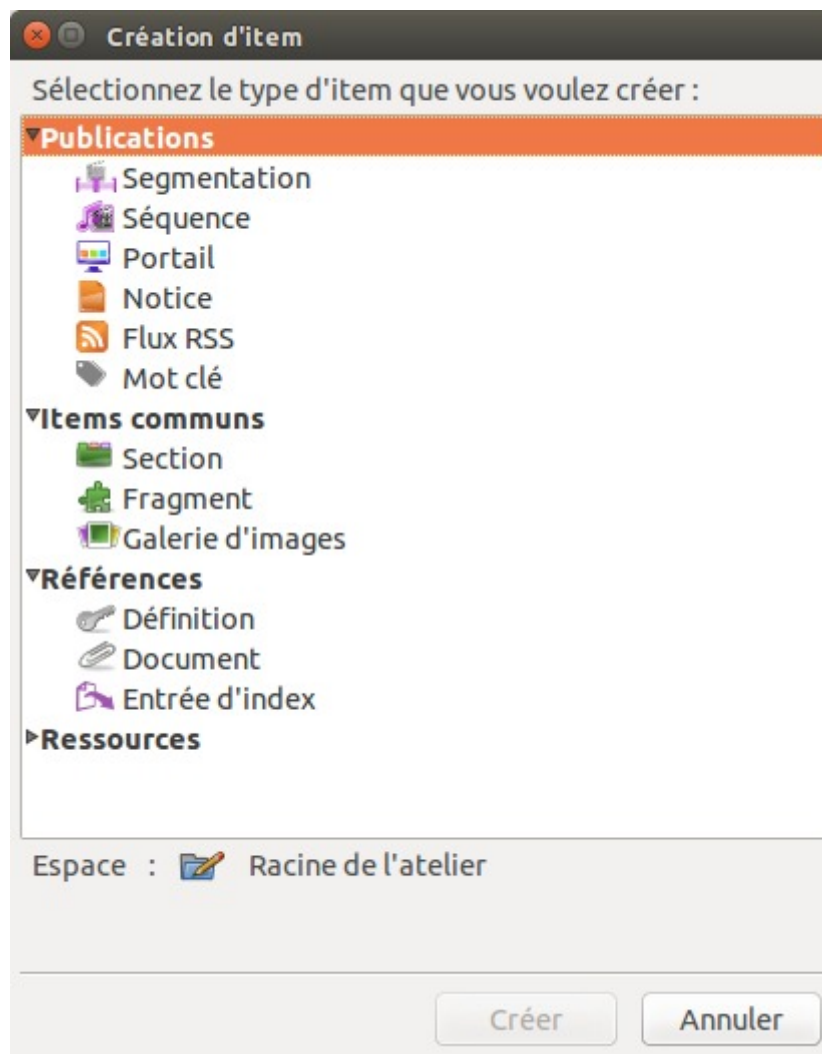 Création d'item
Sélectionnez le type d'item que vous voulez créer :
Publications
Segmentation
Séquence
Portail
Notice
Flux RSS
Mot clé
Items communs
Section
Fragment
Galerie d'images
Références
Définition
Document
Entrée d'index
Ressources
Espace : Racine de l'atelier
Créer Annuler